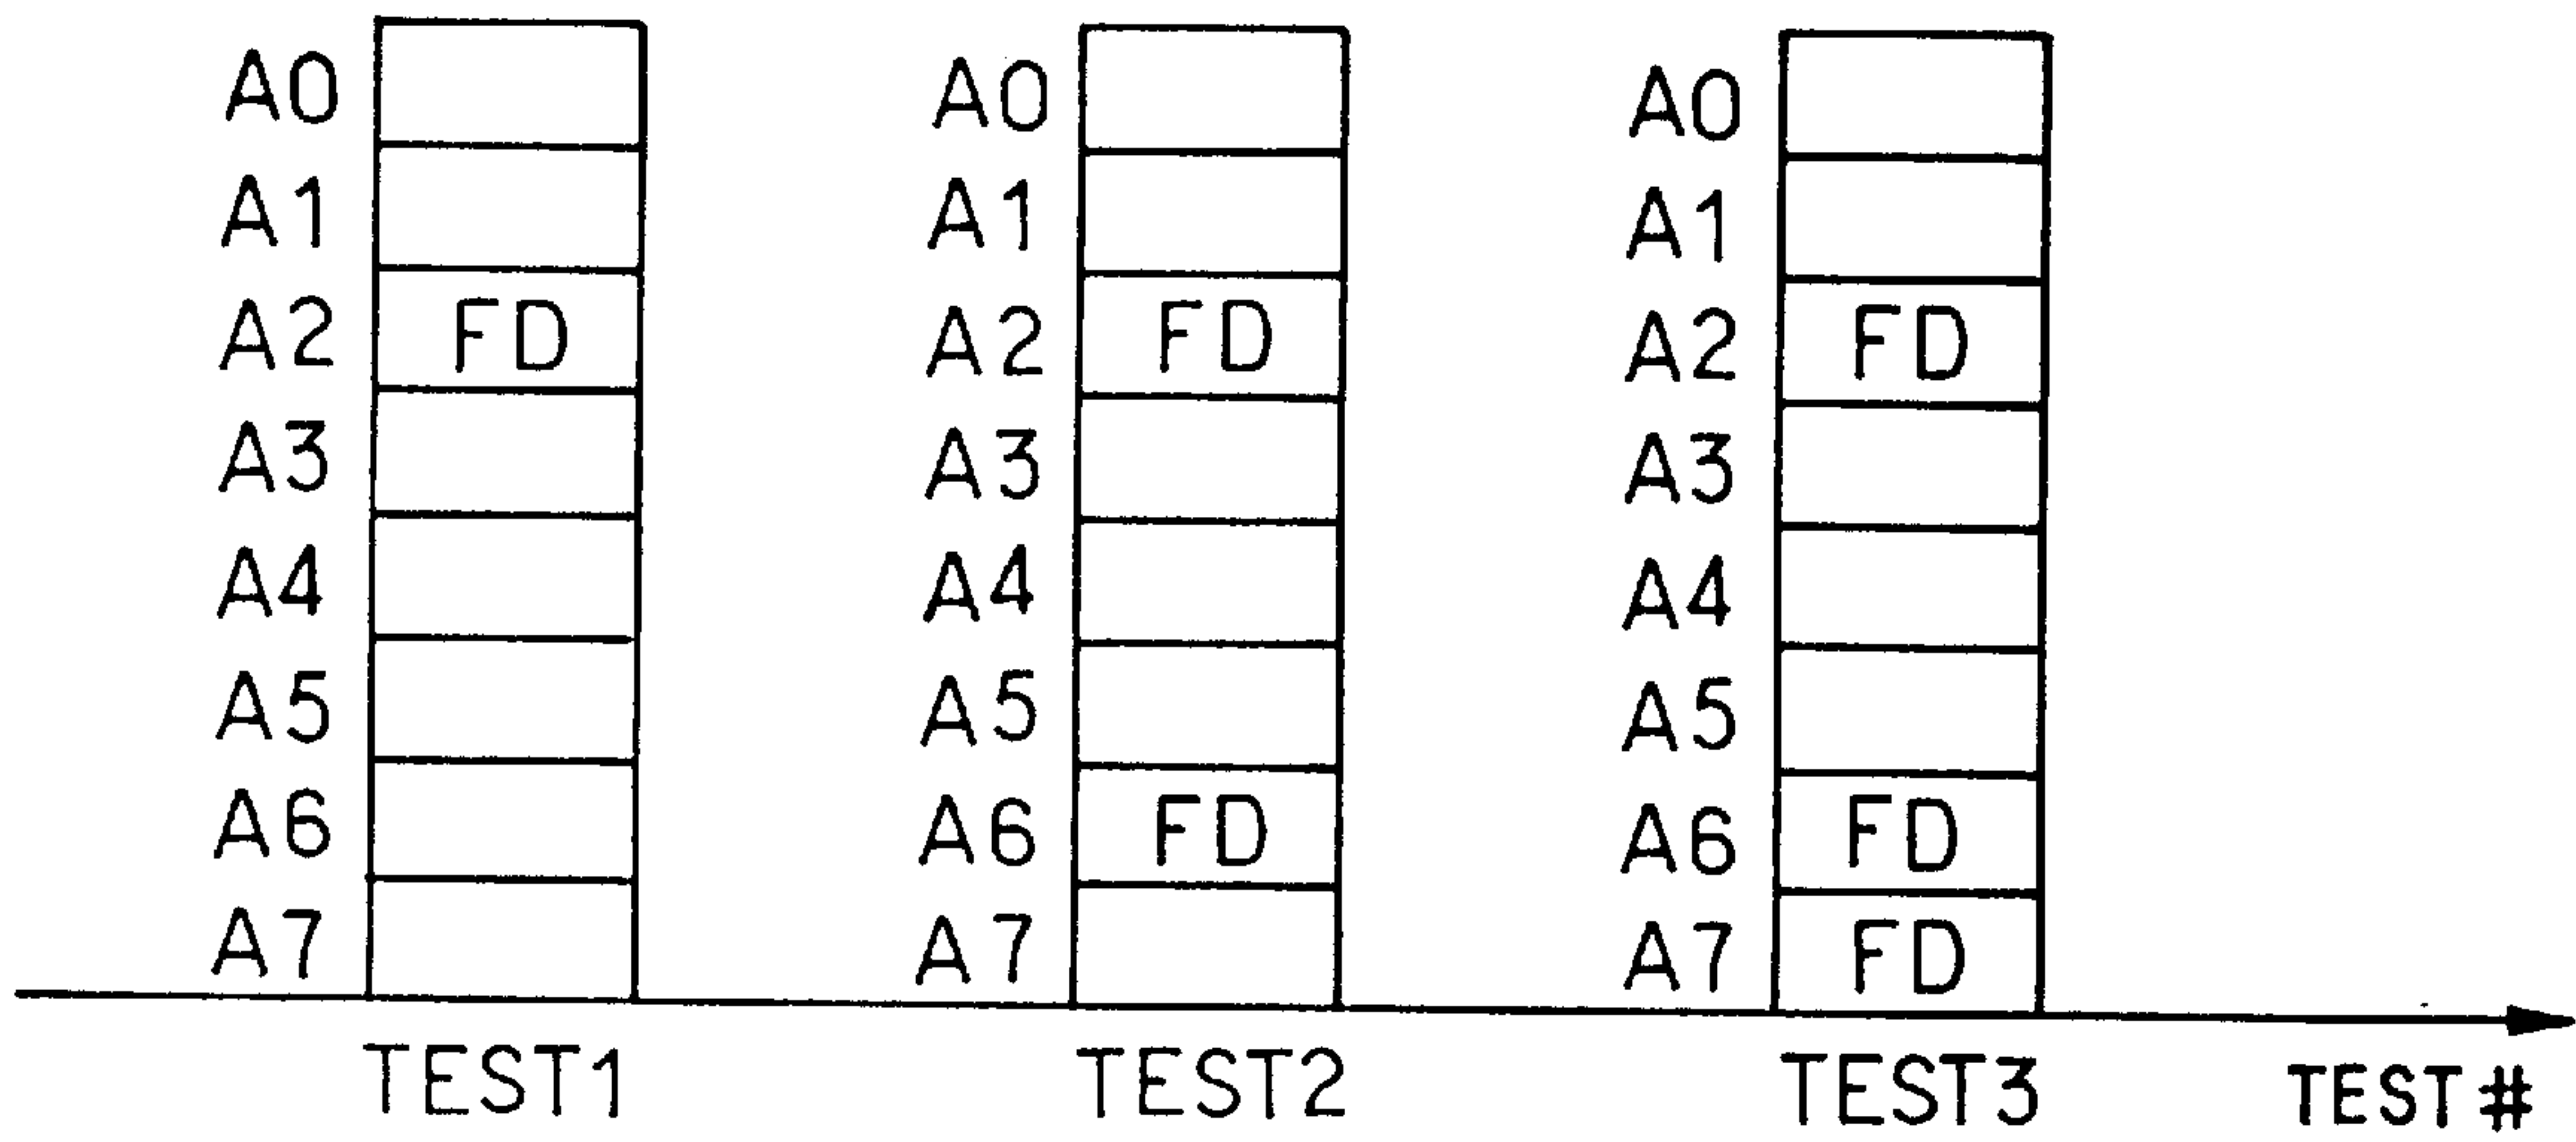 A0 A0 A0
A1 A1 A1
A2 FD A2 FD A2 FD
A3 A3 A3
A4 A4 A4
A5 A5 A5
A6 A6 FD A6 FD
A7 A7 A7 FD
TEST1 TEST2 TEST3 TEST#